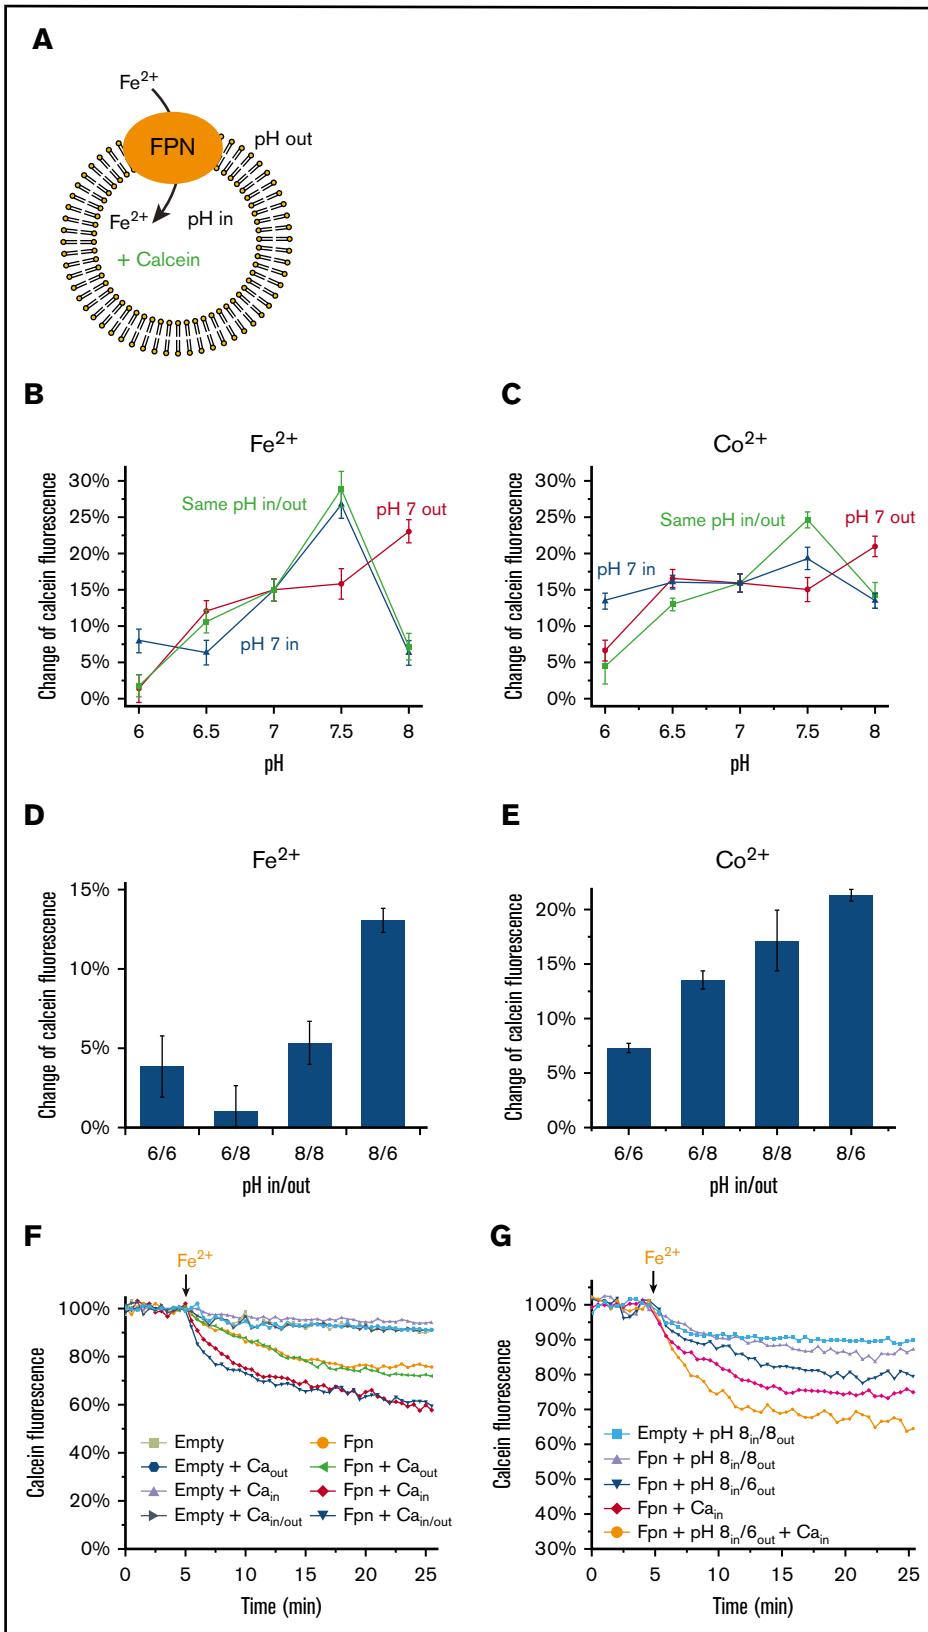 A
Fe2+
FPN
pH out
Fe2+
pH in
+ Calcein
B
Fe2+
Change of calcein fluorescence
30%
25%
20%
15%
10%
5%
0%
Same pH in/out
pH 7 out
pH 7 in
6 6.5 7 7.5 8
pH
C
Co2+
Change of calcein fluorescence
30%
25%
20%
15%
10%
5%
0%
Same pH in/out
pH 7 out
pH 7 in
6 6.5 7 7.5 8
pH
D
Fe2+
Change of calcein fluorescence
15%
10%
5%
0%
6/6 6/8 8/8 8/6
pH in/out
E
Co2+
Change of calcein fluorescence
20%
15%
10%
5%
0%
6/6 6/8 8/8 8/6
pH in/out
F
Fe2+
Calcein fluorescence
100%
80%
60%
40%
20%
0%
Empty
Empty + Caout
Empty + Cain
Empty + Cain/out
Fpn
Fpn + Caout
Fpn + Cain
Fpn + Cain/out
0 5 10 15 20 25
Time (min)
G
Fe2+
Calcein fluorescence
100%
90%
80%
70%
60%
50%
40%
30%
Empty + pH 8in/8out
Fpn + pH 8in/8out
Fpn + pH 8in/6out
Fpn + Cain
Fpn + pH 8in/6out + Cain
0 5 10 15 20 25
Time (min)